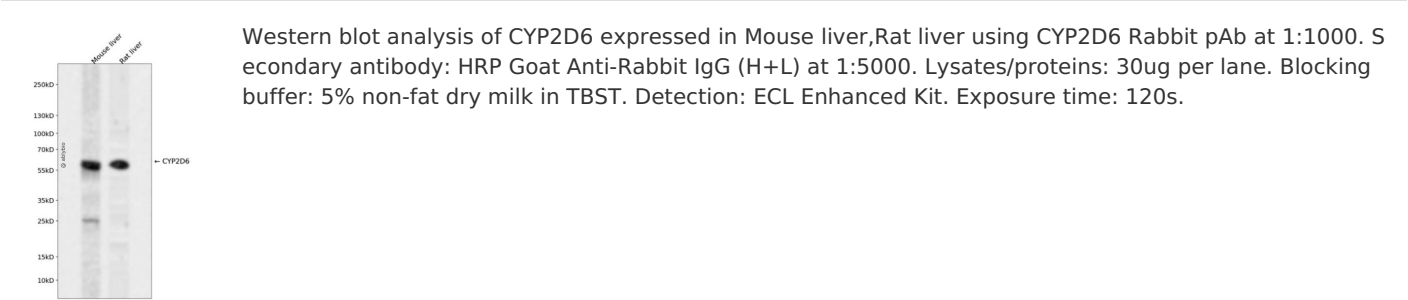 Mouse liver
Rat liver
250kD
130kD
100kD
70kD
55kD
35kD
25kD
15kD
10kD
← CYP2D6
Western blot analysis of CYP2D6 expressed in Mouse liver,Rat liver using CYP2D6 Rabbit pAb at 1:1000. S
econdary antibody: HRP Goat Anti-Rabbit IgG (H+L) at 1:5000. Lysates/proteins: 30ug per lane. Blocking
buffer: 5% non-fat dry milk in TBST. Detection: ECL Enhanced Kit. Exposure time: 120s.